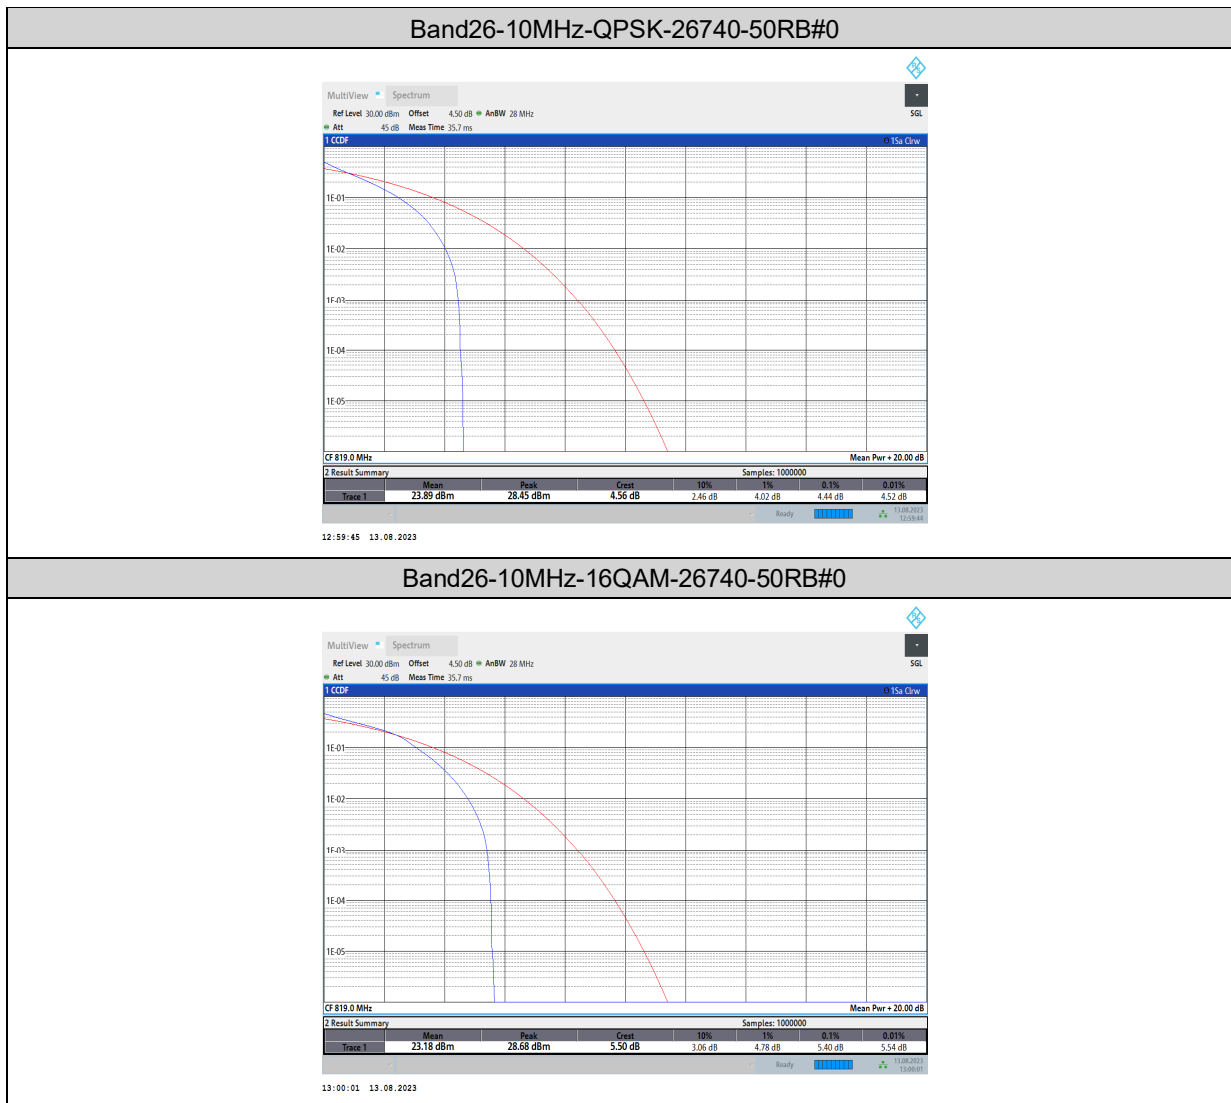 Band26-10MHz-QPSK-26740-50RB#0
MultiView Spectrum
Ref Level 30.00 dBm Offset 4.50 dB AnBW 28 MHz SGL
Att 45 dB Meas Time 35.7 ms
1 CCDF 1Sa Clrw
1E-01
1E-02
1E-03
1E-04
1E-05
CF 819.0 MHz Mean Pwr + 20.00 dB
2 Result Summary Samples: 1000000
Mean Peak Crest 10% 1% 0.1% 0.01%
Trace 1 23.89 dBm 28.45 dBm 4.56 dB 2.46 dB 4.02 dB 4.44 dB 4.52 dB
Ready 13.08.2023
12:59:44
12:59:45 13.08.2023
Band26-10MHz-16QAM-26740-50RB#0
MultiView Spectrum
Ref Level 30.00 dBm Offset 4.50 dB AnBW 28 MHz SGL
Att 45 dB Meas Time 35.7 ms
1 CCDF 1Sa Clrw
1E-01
1E-02
1E-03
1E-04
1E-05
CF 819.0 MHz Mean Pwr + 20.00 dB
2 Result Summary Samples: 1000000
Mean Peak Crest 10% 1% 0.1% 0.01%
Trace 1 23.18 dBm 28.68 dBm 5.50 dB 3.06 dB 4.78 dB 5.40 dB 5.54 dB
Ready 13.08.2023
13:00:01
13:00:01 13.08.2023